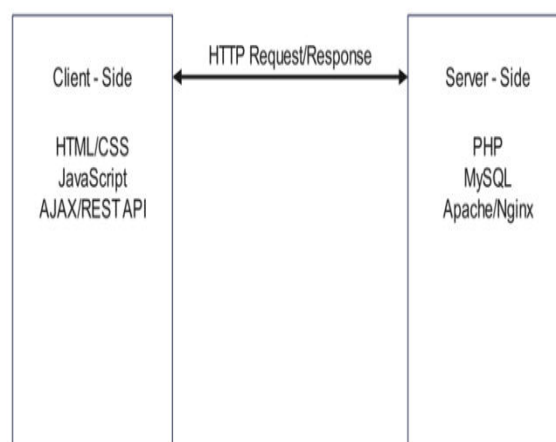 HTTP Request/Response
Client - Side
HTML/CSS
JavaScript
AJAX/REST API
Server - Side
PHP
MySQL
Apache/Nginx